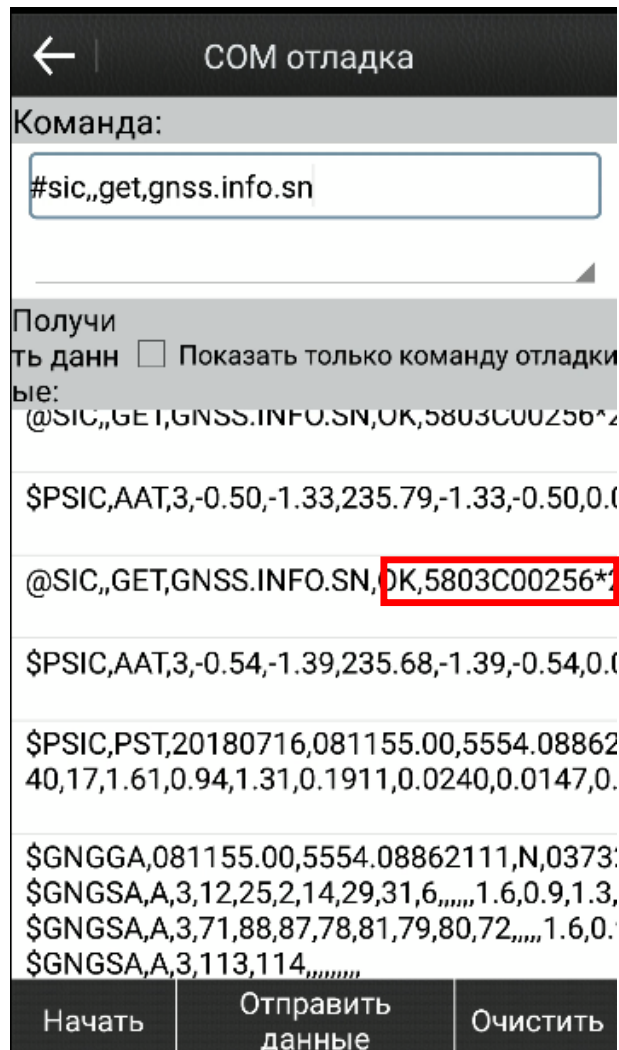 COM отладка
Команда:
#sic,,get,gnss.info.sn
Получи
ть данн
ые:
Показать только команду отладки
@SIC,,GET,GNSS.INFO.SN,OK,5803C00256*2
$PSIC,AAT,3,-0.50,-1.33,235.79,-1.33,-0.50,0.0
@SIC,,GET,GNSS.INFO.SN,OK,5803C00256*2
$PSIC,AAT,3,-0.54,-1.39,235.68,-1.39,-0.54,0.0
$PSIC,PST,20180716,081155.00,5554.08862
40,17,1.61,0.94,1.31,0.1911,0.0240,0.0147,0.
$GNGGA,081155.00,5554.08862111,N,03732
$GNGSA,A,3,12,25,2,14,29,31,6,,,,,,1.6,0.9,1.3,
$GNGSA,A,3,71,88,87,78,81,79,80,72,,,,,1.6,0.9
$GNGSA,A,3,113,114,,,,,,,,,
Начать
Отправить
данные
Очистить